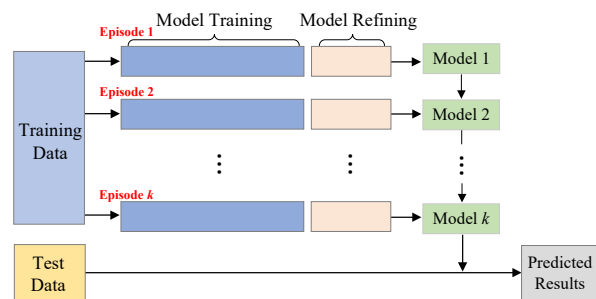 Model Training
Model Refining
Episode 1
Model 1
Episode 2
Model 2
Training
Data
Episode k
Model k
Test
Data
Predicted
Results